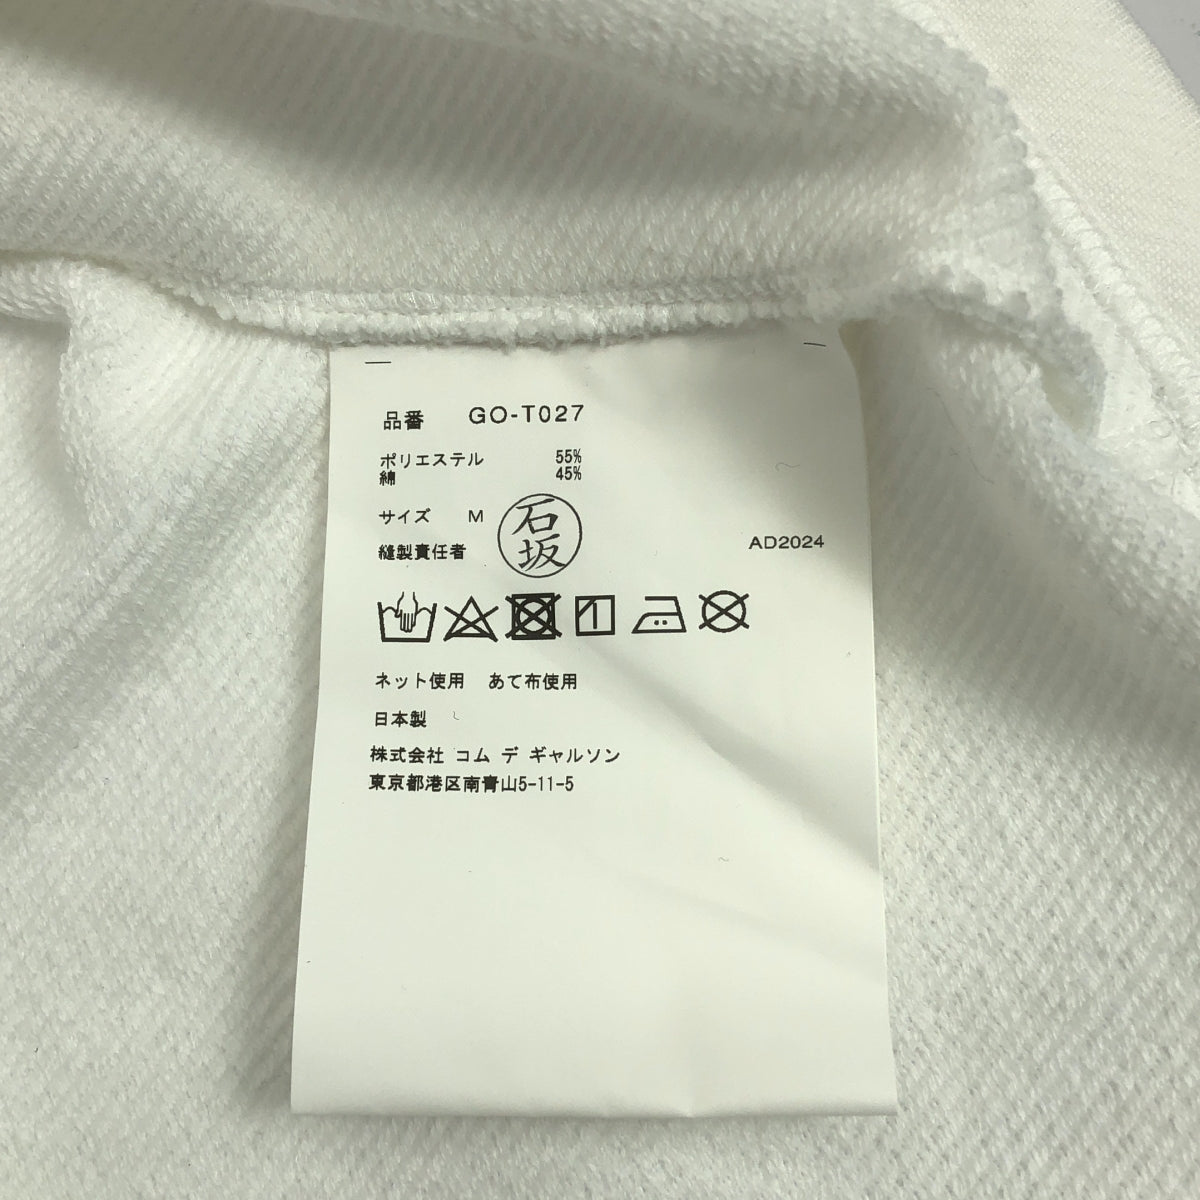 品番 GO-T027
ポリエステル 55%
綿 45%
サイズ M
縫製責任者 石坂
AD2024
ネット使用 あて布使用
日本製
株式会社 コム デ ギャルソン
東京都港区南青山5-11-5